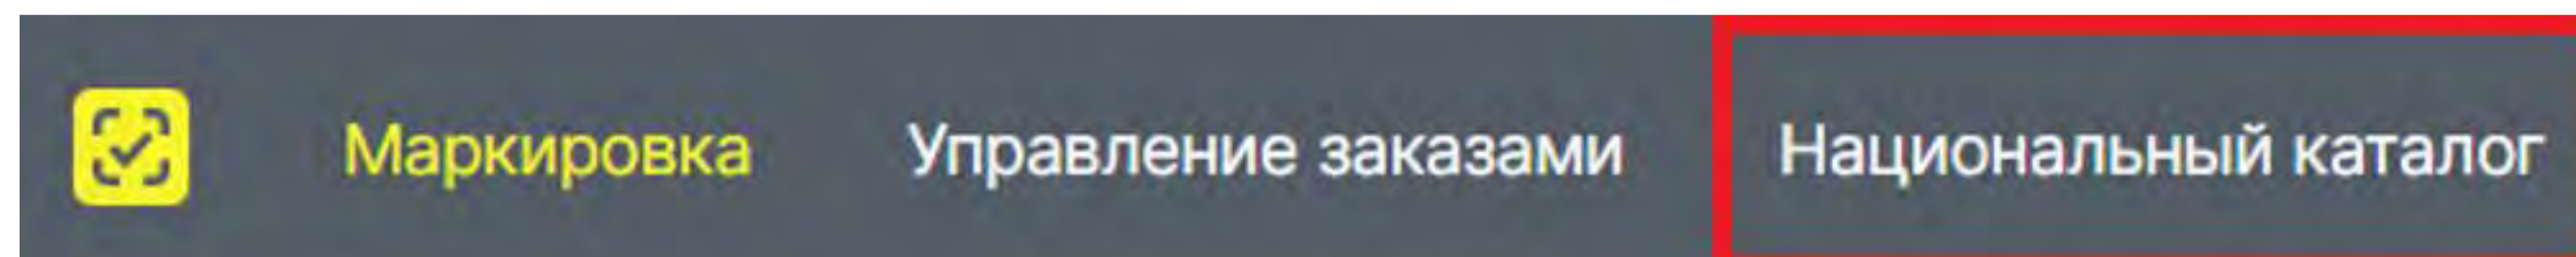 Маркировка Управление заказами Национальный каталог